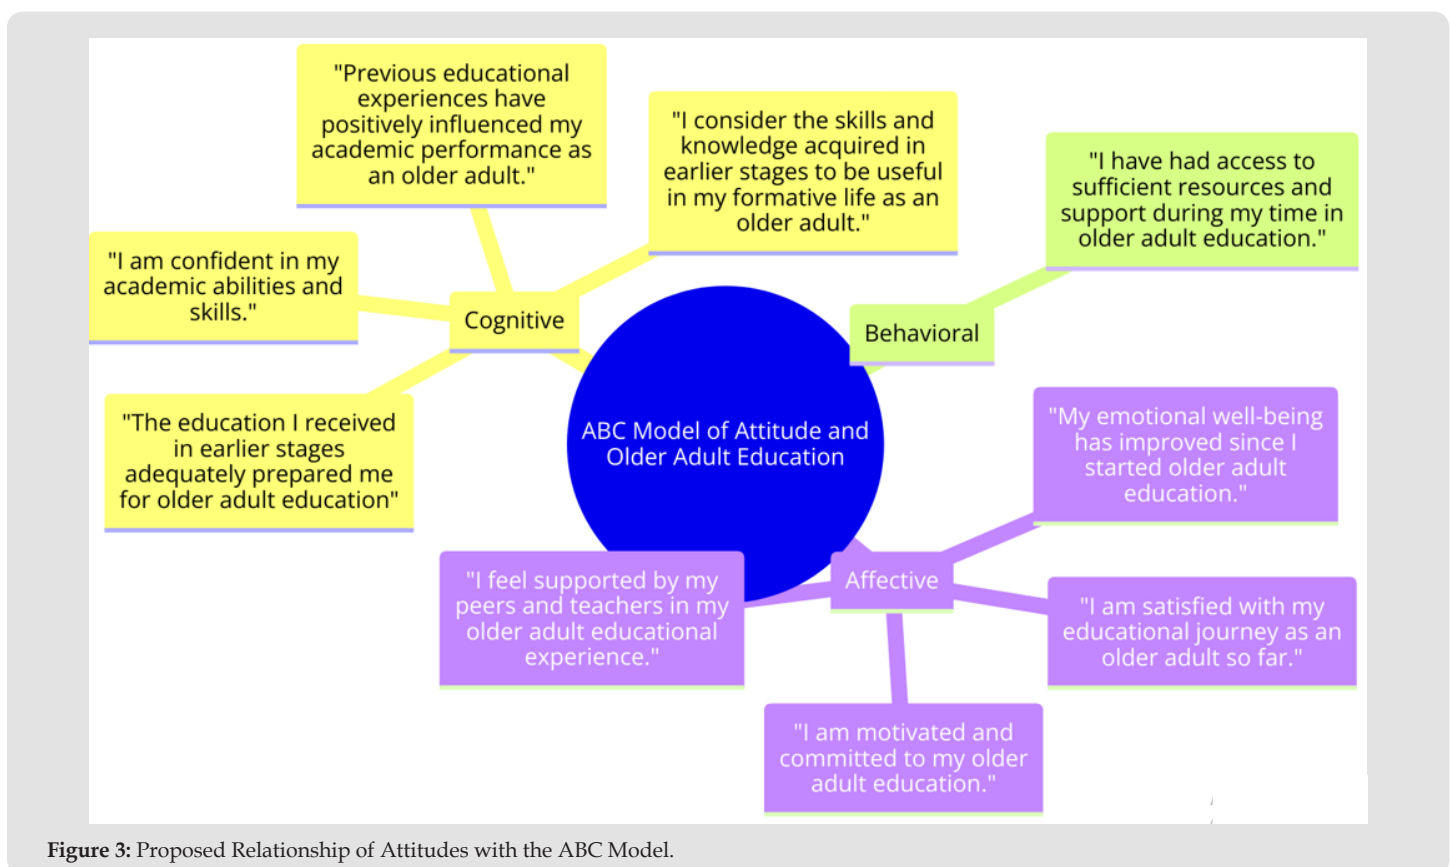 "Previous educational
experiences have
positively influenced my
academic performance as
an older adult."
"I consider the skills and
knowledge acquired in
earlier stages to be useful
in my formative life as an
older adult."
"I have had access to
sufficient resources and
support during my time in
older adult education."
"I am confident in my
academic abilities and
skills."
Cognitive
Behavioral
"The education I received
in earlier stages
adequately prepared me
for older adult education"
ABC Model of Attitude and
Older Adult Education
"My emotional well-being
has improved since I
started older adult
education."
"I feel supported by my
peers and teachers in my
older adult educational
experience."
Affective
"I am satisfied with my
educational journey as an
older adult so far."
"I am motivated and
committed to my older
adult education."
Figure 3: Proposed Relationship of Attitudes with the ABC Model.